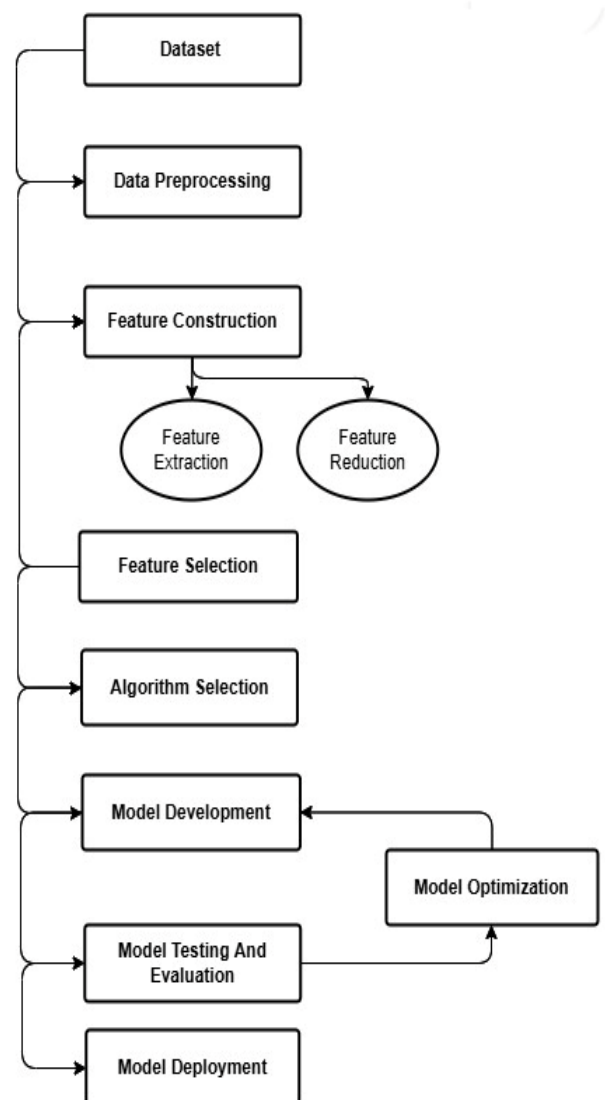 Dataset
Data Preprocessing
Feature Construction
Feature
Extraction
Feature
Reduction
Feature Selection
Algorithm Selection
Model Development
Model Optimization
Model Testing And
Evaluation
Model Deployment